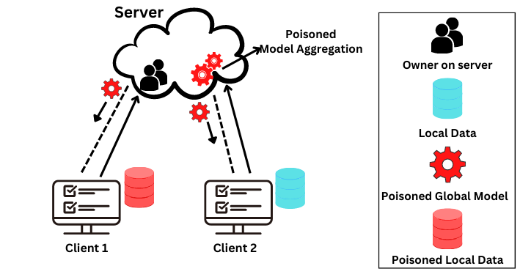 Server
Poisoned
Model Aggregation
Client 1
Client 2
Owner on server
Local Data
Poisoned Global Model
Poisoned Local Data